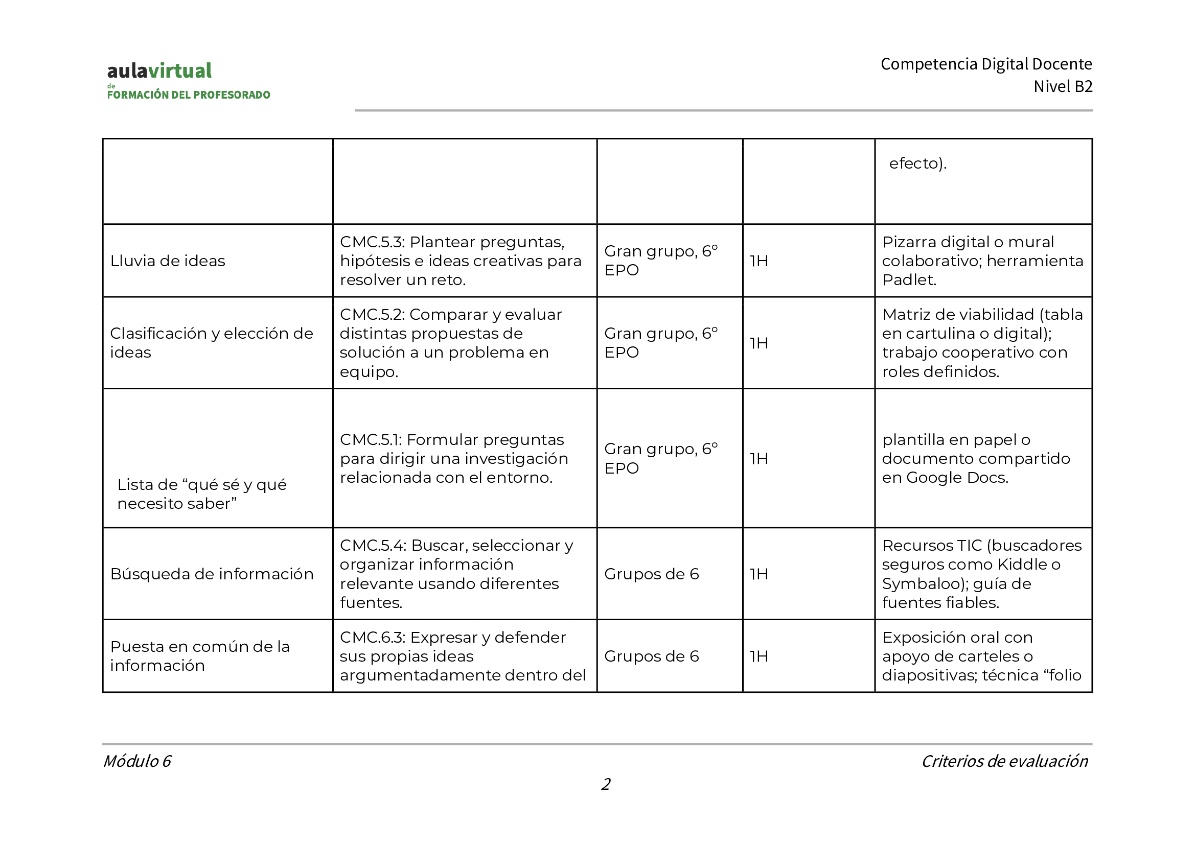 aulavirtual
de
FORMACIÓN DEL PROFESORADO
Competencia Digital Docente
Nivel B2
efecto).
Lluvia de ideas
CMC.5.3: Plantear preguntas,
hipótesis e ideas creativas para
resolver un reto.
Gran grupo, 6º
EPO
1H
Pizarra digital o mural
colaborativo; herramienta
Padlet.
Clasificación y elección de
ideas
CMC.5.2: Comparar y evaluar
distintas propuestas de
solución a un problema en
equipo.
Gran grupo, 6º
EPO
1H
Matriz de viabilidad (tabla
en cartulina o digital);
trabajo cooperativo con
roles definidos.
Lista de “qué sé y qué
necesito saber”
CMC.5.1: Formular preguntas
para dirigir una investigación
relacionada con el entorno.
Gran grupo, 6º
EPO
1H
plantilla en papel o
documento compartido
en Google Docs.
Búsqueda de información
CMC.5.4: Buscar, seleccionar y
organizar información
relevante usando diferentes
fuentes.
Grupos de 6
1H
Recursos TIC (buscadores
seguros como Kiddle o
Symbaloo); guía de
fuentes fiables.
Puesta en común de la
información
CMC.6.3: Expresar y defender
sus propias ideas
argumentadamente dentro del
Grupos de 6
1H
Exposición oral con
apoyo de carteles o
diapositivas; técnica “folio
Módulo 6
Criterios de evaluación
2